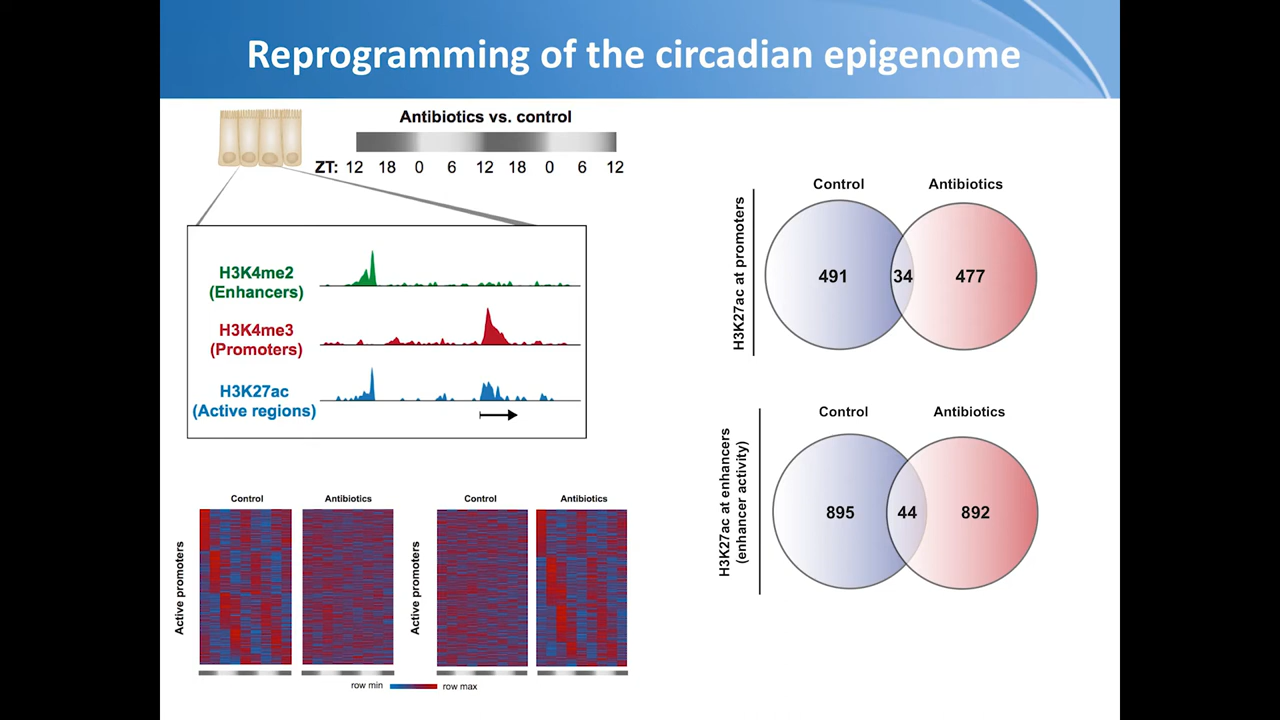 Reprogramming of the circadian epigenome
Antibiotics vs. control
ZT: 12 18 0 6 12 18 0 6 12
H3K4me2
(Enhancers)
H3K4me3
(Promoters)
H3K27ac
(Active regions)
Control Antibiotics
Active promoters
Control Antibiotics
Active promoters
row min row max
H3K27ac at promoters
Control Antibiotics
491 34 477
H3K27ac at enhancers
(enhancer activity)
Control Antibiotics
895 44 892